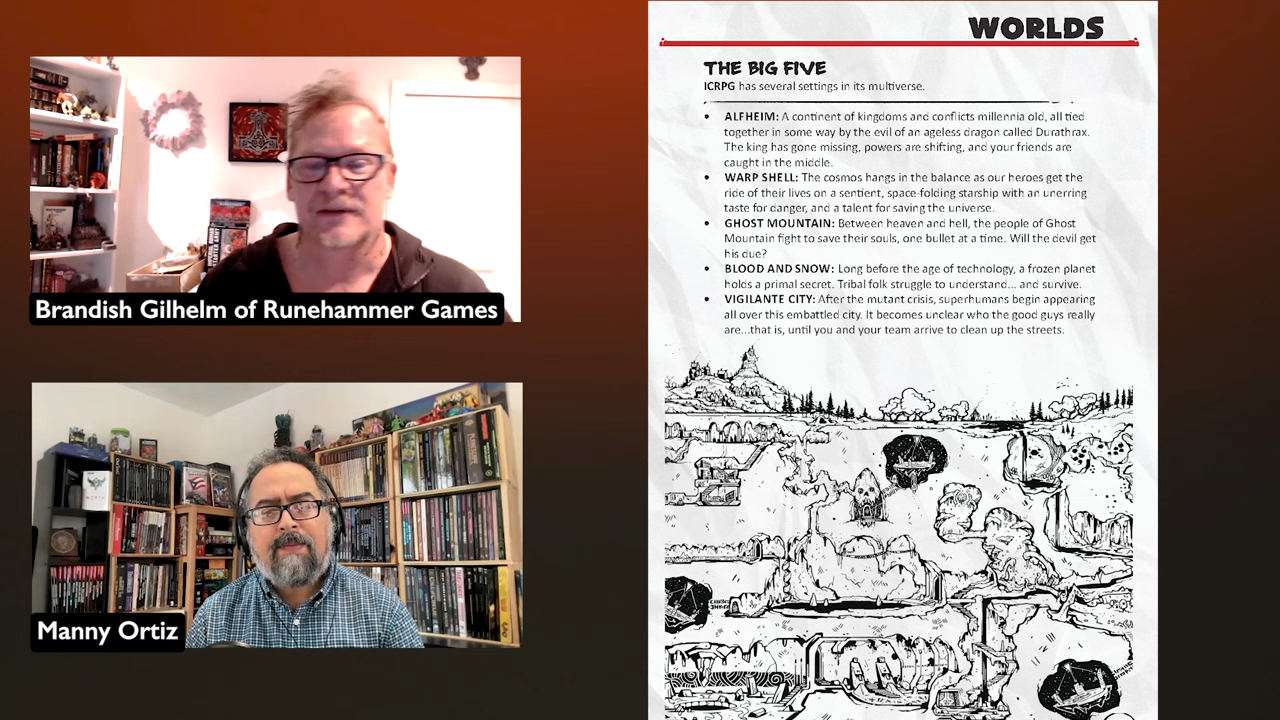 Brandish Gilhelm of Runehammer Games
Manny Ortiz
WORLDS
THE BIG FIVE
ICRPG has several settings in its multiverse.
• ALFHEIM: A continent of kingdoms and conflicts millennia old, all tied
together in some way by the evil of an ageless dragon called Durathrax.
The king has gone missing, powers are shifting, and your friends are
caught in the middle.
• WARP SHELL: The cosmos hangs in the balance as our heroes get the
ride of their lives on a sentient, space-folding starship with an unerring
taste for danger, and a talent for saving the universe.
• GHOST MOUNTAIN: Between heaven and hell, the people of Ghost
Mountain fight to save their souls, one bullet at a time. Will the devil get
his due?
• BLOOD AND SNOW: Long before the age of technology, a frozen planet
holds a primal secret. Tribal folk struggle to understand... and survive.
• VIGILANTE CITY: After the mutant crisis, superhumans begin appearing
all over this embattled city. It becomes unclear who the good guys really
are...that is, until you and your team arrive to clean up the streets.